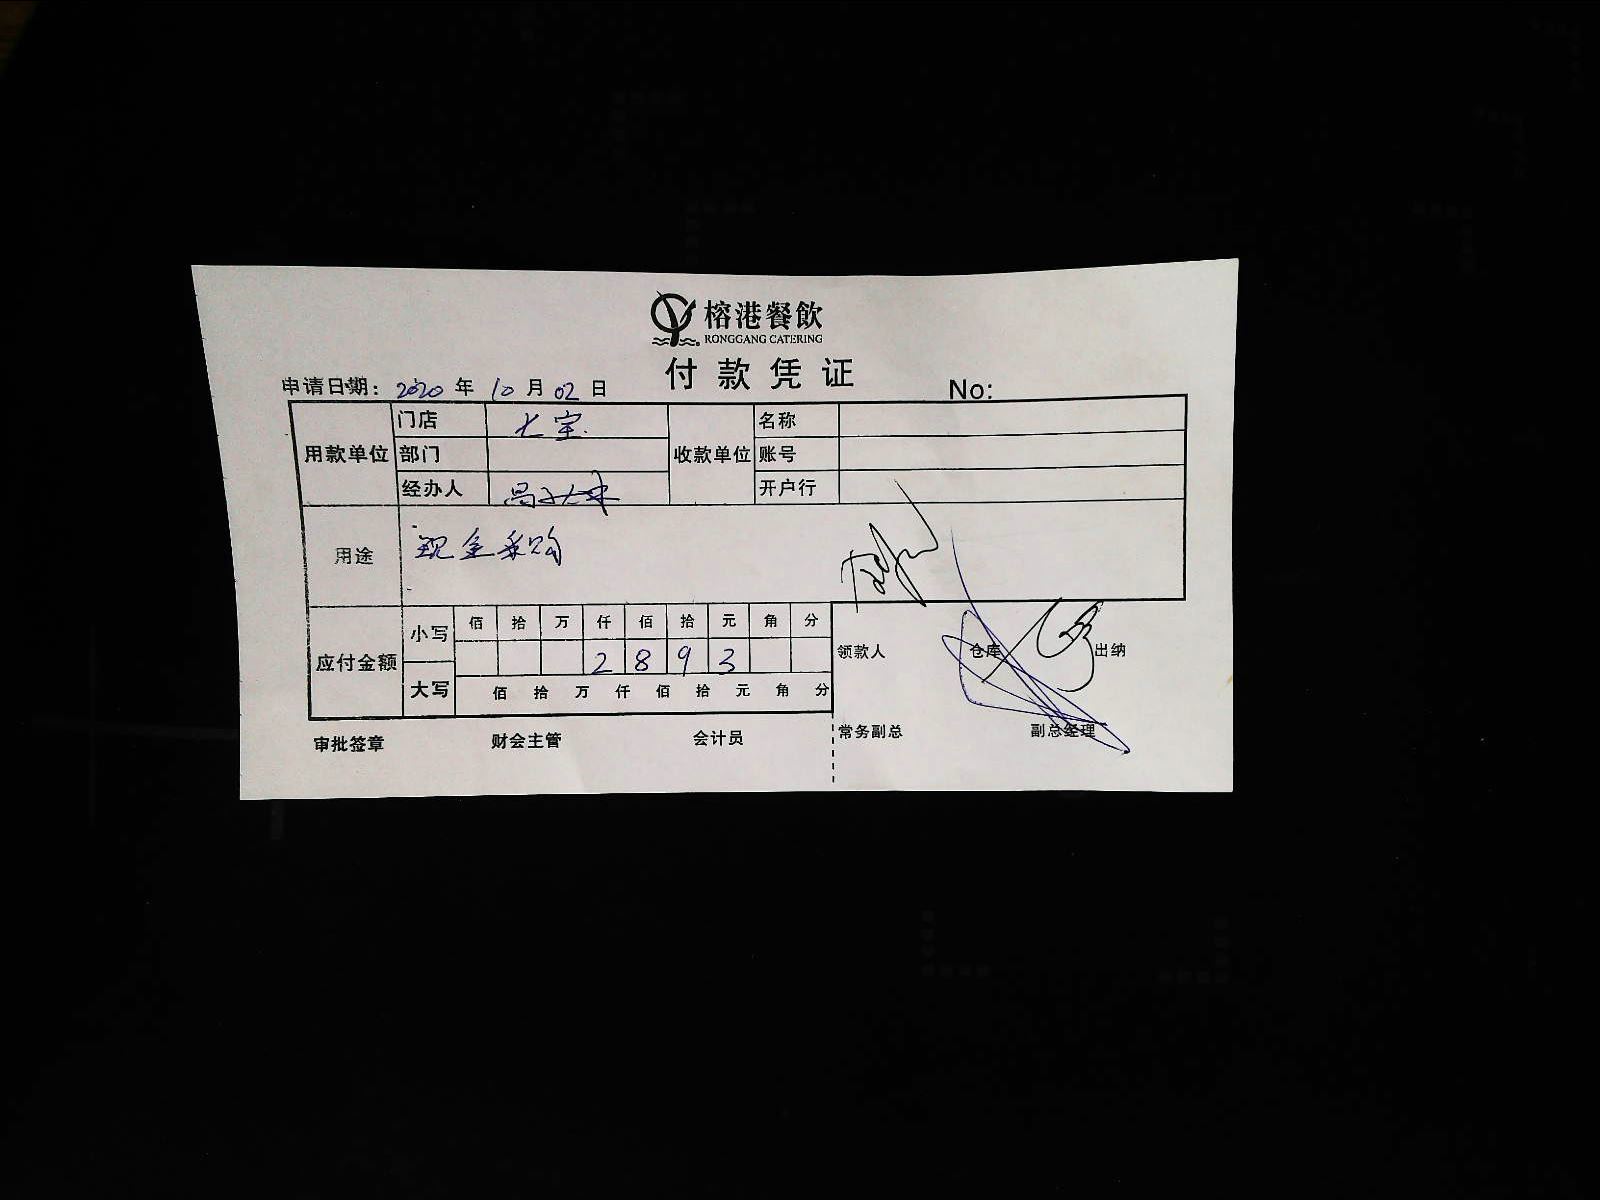 榕港餐飲
RONGGANG CATERING
付款凭证
申请日期: 2020 年 10 月 02 日 No:
用款单位 门店 七宝 收款单位 名称
部门 账号
经办人 开户行
用途 现金采购
应付金额 小写 佰 拾 万 仟 佰 拾 元 角 分
2 8 9 3
大写 佰 拾 万 仟 佰 拾 元 角 分
领款人 仓库 出纳
审批签章 财会主管 会计员 常务副总 副总经理